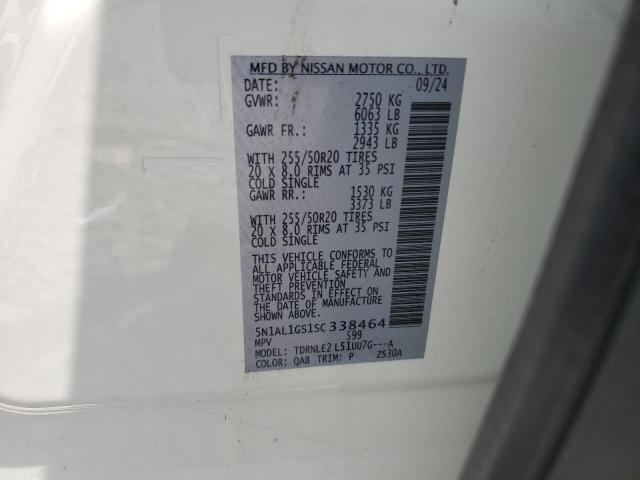 MFD BY NISSAN MOTOR CO., LTD.
DATE: 09/24
GVWR: 2750 KG
6063 LB
GAWR FR.: 1335 KG
2943 LB
WITH 255/50R20 TIRES
20 X 8.0 RIMS AT 35 PSI
COLD SINGLE
GAWR RR.: 1530 KG
3373 LB
WITH 255/50R20 TIRES
20 X 8.0 RIMS AT 35 PSI
COLD SINGLE
THIS VEHICLE CONFORMS TO
ALL APPLICABLE FEDERAL
MOTOR VEHICLE SAFETY AND
THEFT PREVENTION
STANDARDS IN EFFECT ON
THE DATE OF MANUFACTURE
SHOWN ABOVE
5N1AL1GS1SC338464
MPV S99
MODEL: TDRNLE2 L51UU7G---A
COLOR: QAB TRIM: P ZS30A